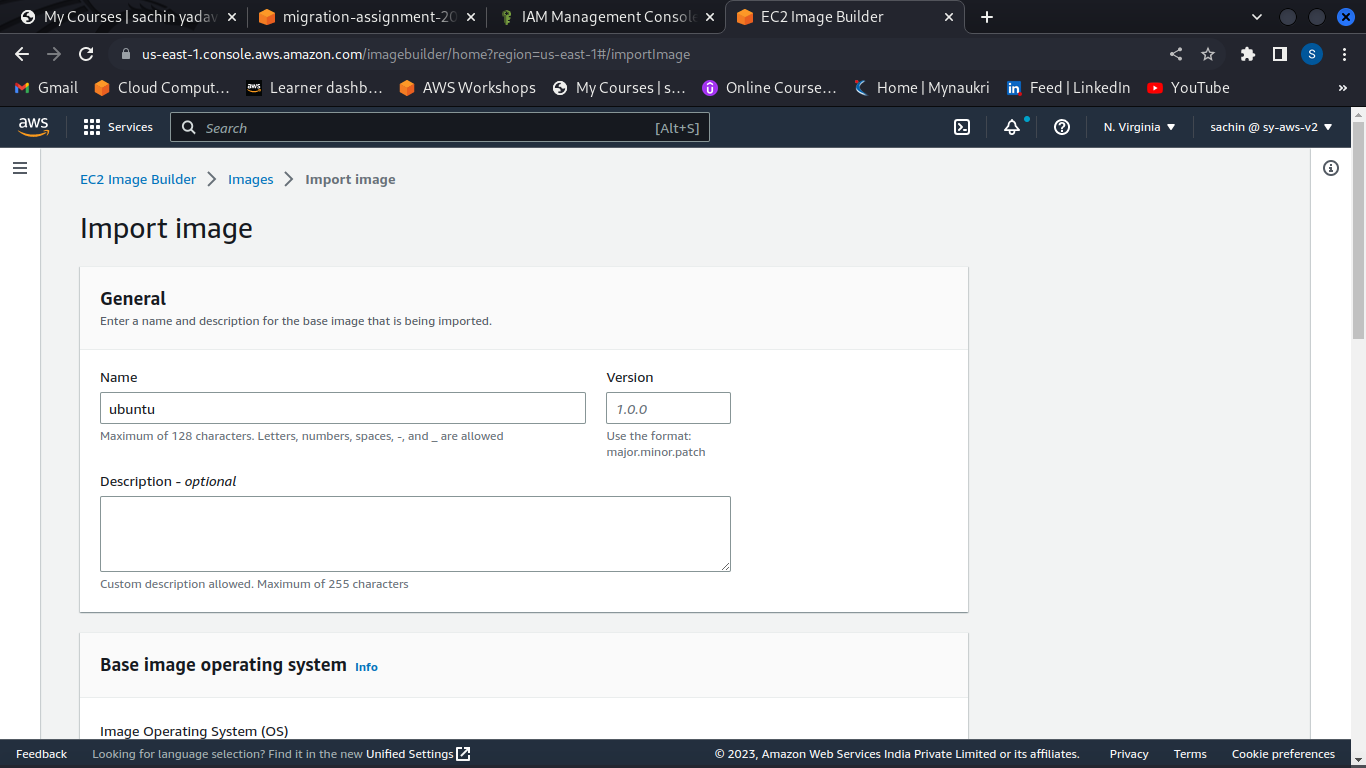 My Courses | sachin yadav
migration-assignment-20
IAM Management Console
EC2 Image Builder
us-east-1.console.aws.amazon.com/imagebuilder/home?region=us-east-1#/importImage
S
Gmail
Cloud Comput...
aws
Learner dashb...
AWS Workshops
My Courses | s...
Online Course...
Home | Mynaukri
in
Feed | LinkedIn
YouTube
»
aws
Services
Search
[Alt+S]
N. Virginia
sachin @ sy-aws-v2
EC2 Image Builder
Images
Import image
Import image
General
Enter a name and description for the base image that is being imported.
Name
Version
ubuntu
1.0.0
Maximum of 128 characters. Letters, numbers, spaces, -, and _ are allowed
Use the format:
major.minor.patch
Description - optional
Custom description allowed. Maximum of 255 characters
Base image operating system Info
Image Operating System (OS)
Feedback
Looking for language selection? Find it in the new Unified Settings
© 2023, Amazon Web Services India Private Limited or its affiliates.
Privacy
Terms
Cookie preferences